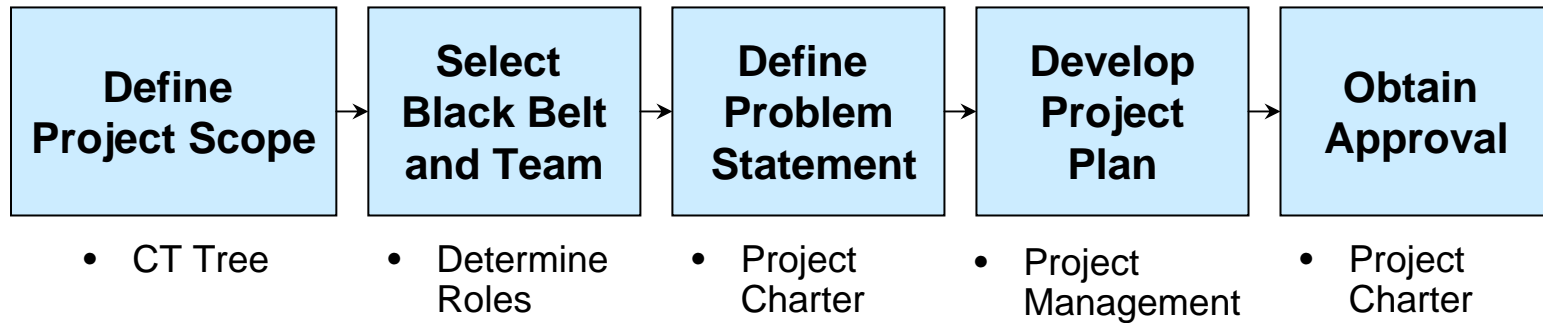 Define
Project Scope
Select
Black Belt
and Team
Define
Problem
Statement
Develop
Project
Plan
Obtain
Approval
• CT Tree
• Determine
Roles
• Project
Charter
• Project
Management
• Project
Charter